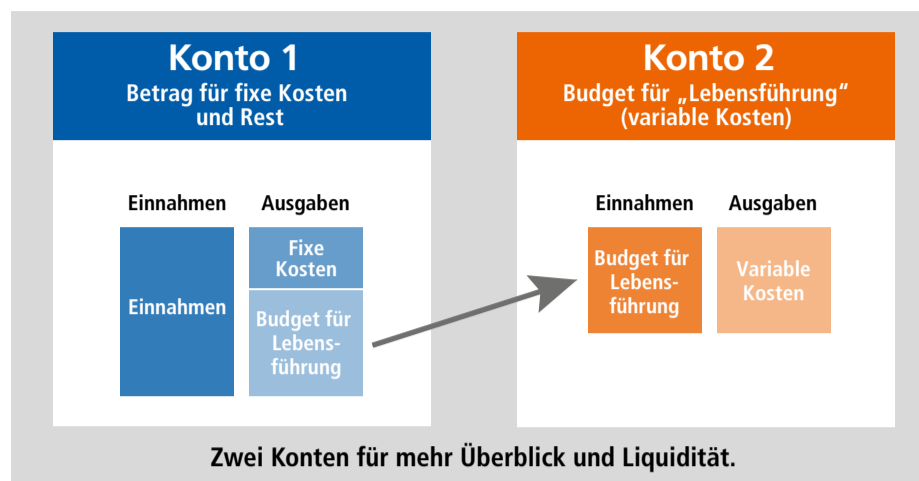 Konto 1
Betrag für fixe Kosten
und Rest
Einnahmen Ausgaben
Einnahmen
Fixe
Kosten
Budget für
Lebens-
führung
Konto 2
Budget für „Lebensführung“
(variable Kosten)
Einnahmen Ausgaben
Budget für
Lebens-
führung
Variable
Kosten
Zwei Konten für mehr Überblick und Liquidität.